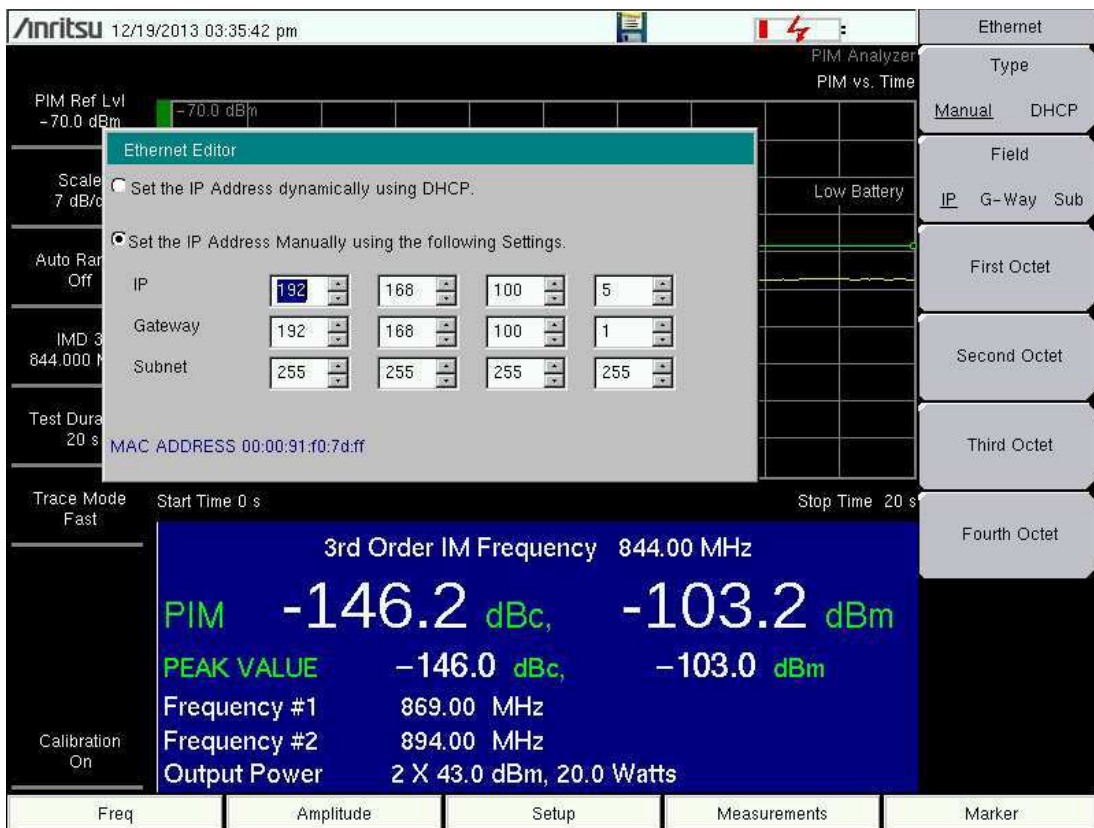 Anritsu 12/19/2013 03:35:42 pm
Ethernet
PIM Analyzer
PIM vs. Time
Type
Manual DHCP
PIM Ref Lvl
-70.0 dBm
-70.0 dBm
Ethernet Editor
Field
IP G-Way Sub
Scale
7 dB/
Set the IP Address dynamically using DHCP.
Low Battery
Set the IP Address Manually using the following Settings.
Auto Ran
Off
IP 192 168 100 5
First Octet
Gateway 192 168 100 1
IMD 3
844.000 M
Subnet 255 255 255 255
Second Octet
Test Dura
20 s
MAC ADDRESS 00:00:91:f0:7d:ff
Third Octet
Trace Mode
Fast
Start Time 0 s Stop Time 20 s
Fourth Octet
3rd Order IM Frequency 844.00 MHz
PIM -146.2 dBc, -103.2 dBm
PEAK VALUE -146.0 dBc, -103.0 dBm
Frequency #1 869.00 MHz
Frequency #2 894.00 MHz
Output Power 2 X 43.0 dBm, 20.0 Watts
Calibration
On
Freq Amplitude Setup Measurements Marker